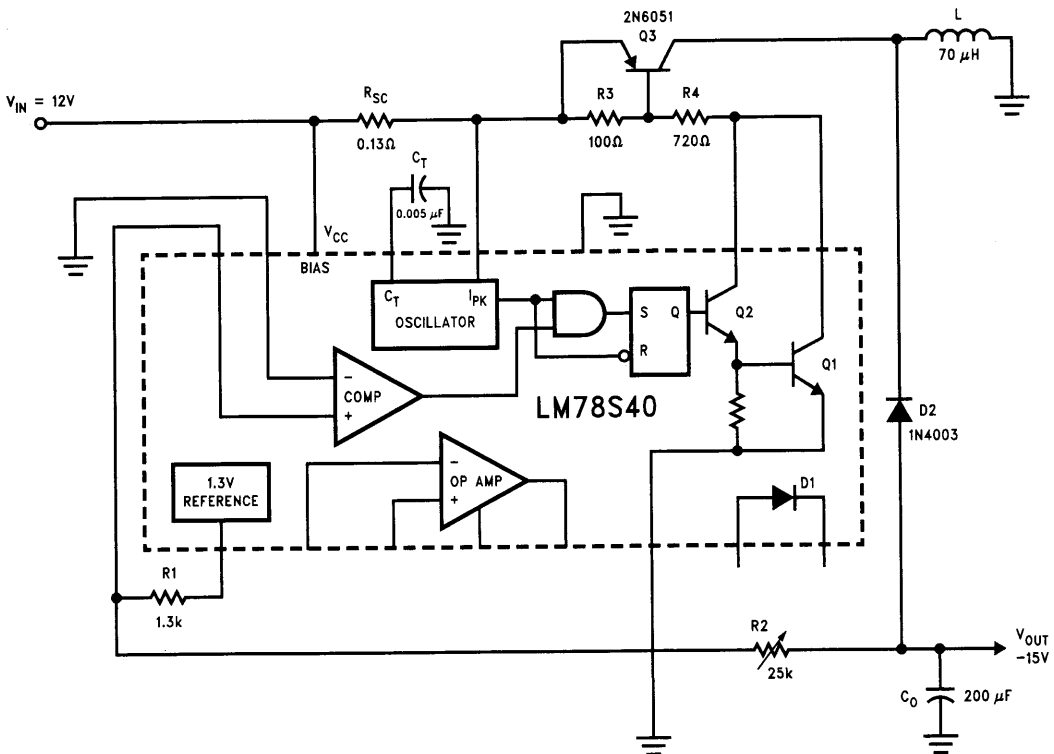 2N6051
Q3
L
70 μH
V_IN = 12V
R_SC
0.13Ω
R3
100Ω
R4
720Ω
C_T
0.005 μF
V_CC
BIAS
C_T
I_PK
OSCILLATOR
S
Q
R
Q2
Q1
−
COMP
+
LM78S40
D2
1N4003
−
OP AMP
+
1.3V
REFERENCE
D1
R1
1.3k
R2
25k
V_OUT
-15V
C_O
200 μF